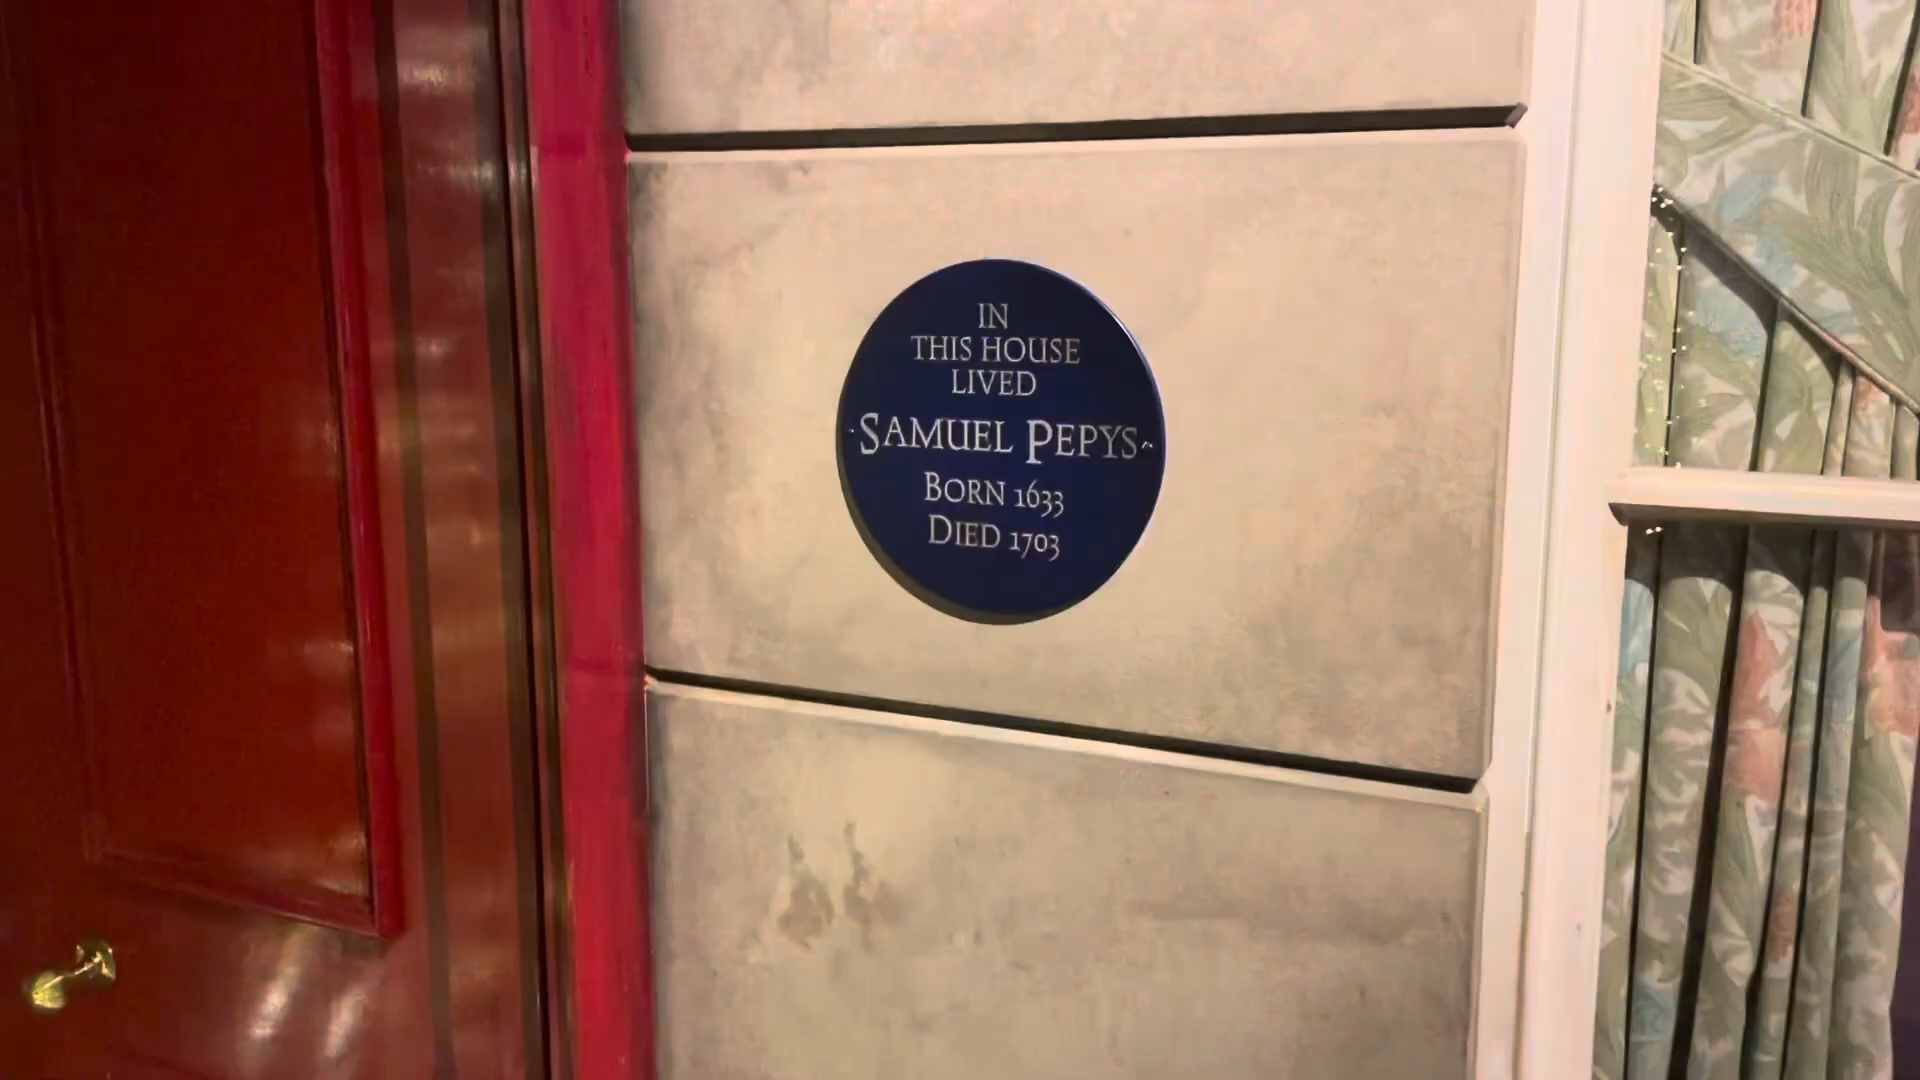 IN
THIS HOUSE
LIVED
SAMUEL PEPYS
BORN 1633
DIED 1703